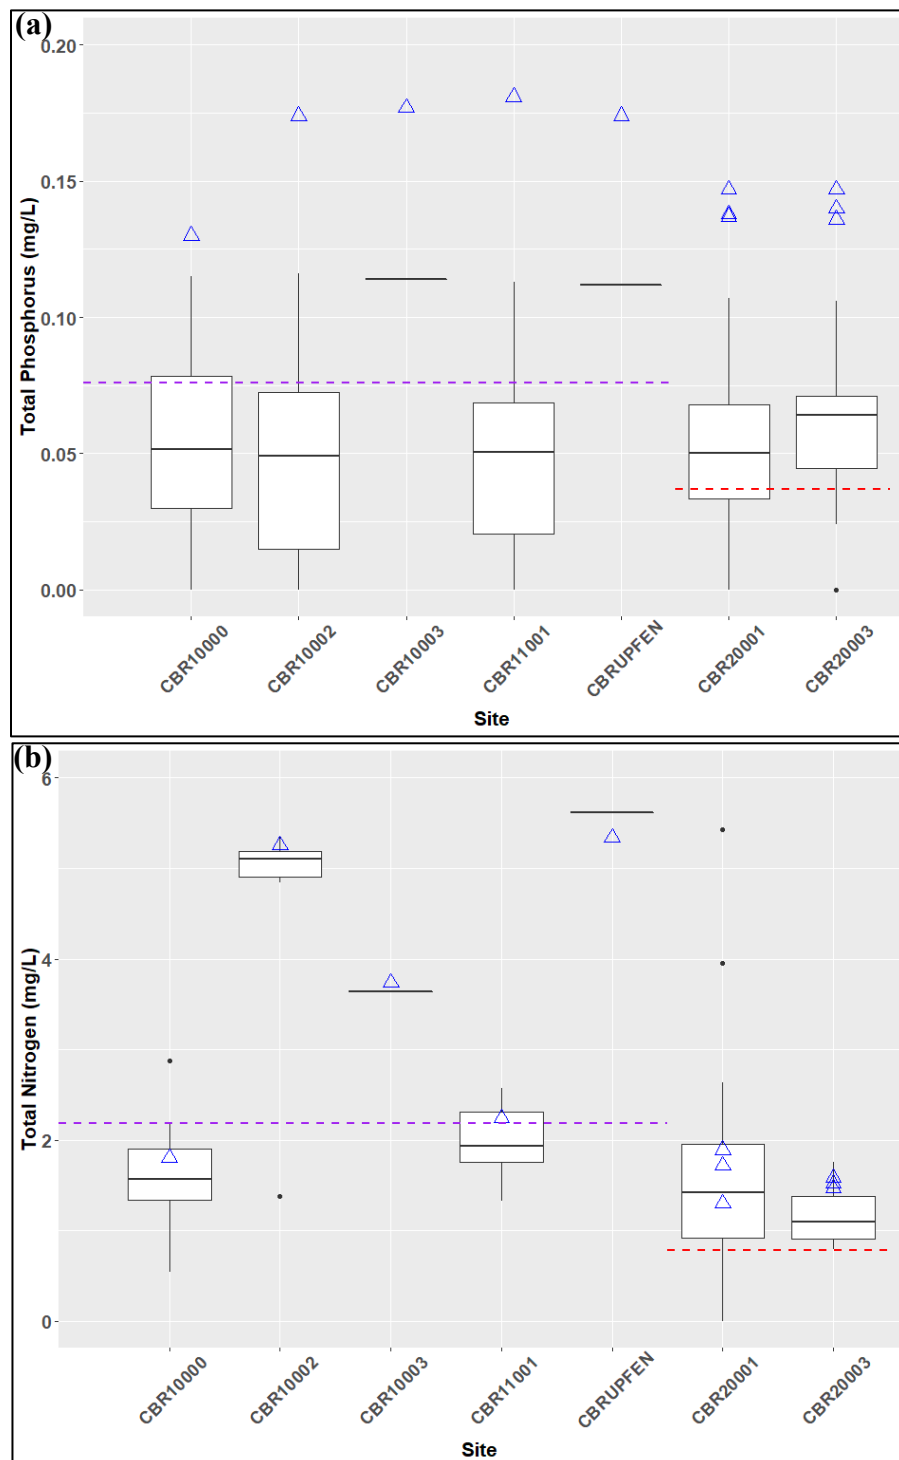 (a)
0.20
0.15
0.10
0.05
0.00
Total Phosphorus (mg/L)
CBR10000
CBR10002
CBR10003
CBR11001
CBRUPFEN
CBR20001
CBR20003
Site
(b)
6
4
2
0
Total Nitrogen (mg/L)
CBR10000
CBR10002
CBR10003
CBR11001
CBRUPFEN
CBR20001
CBR20003
Site